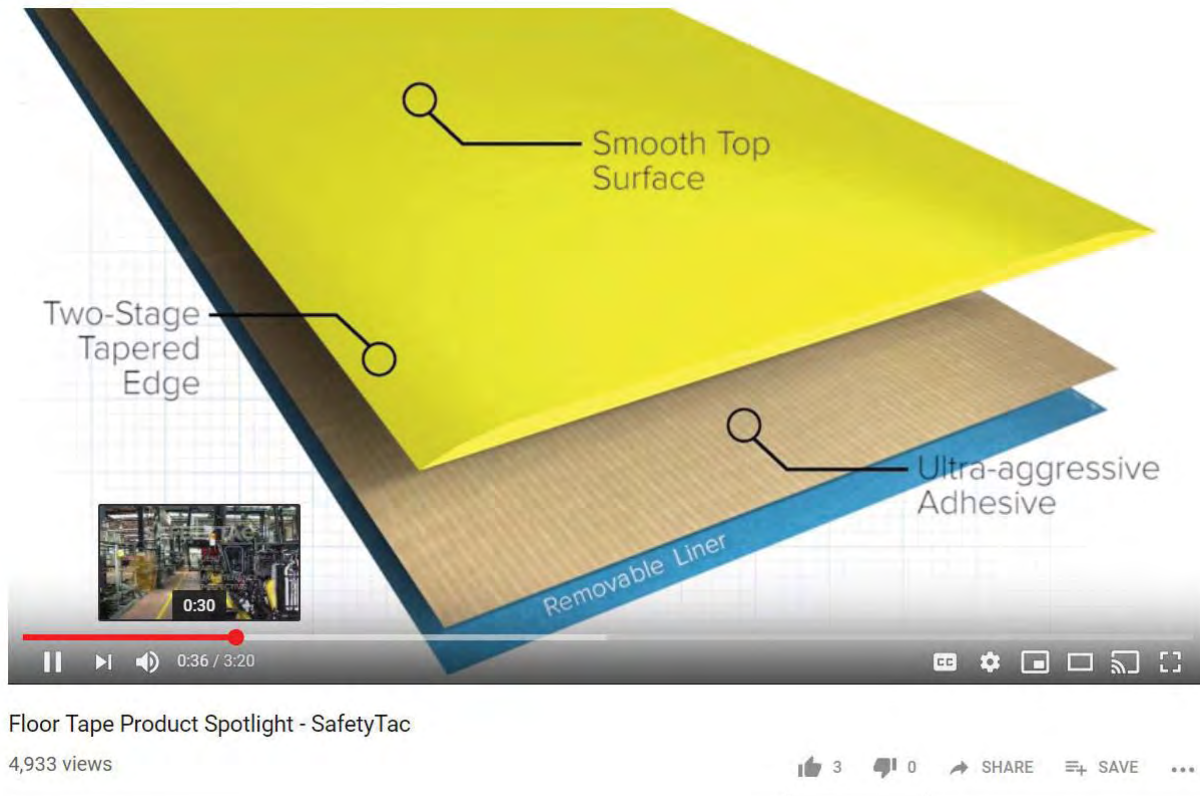 Smooth Top
Surface
Two-Stage
Tapered
Edge
Ultra-aggressive
Adhesive
Removable Liner
0:30
0:36 / 3:20
CC
Floor Tape Product Spotlight - SafetyTac
4,933 views
3
0
SHARE
SAVE